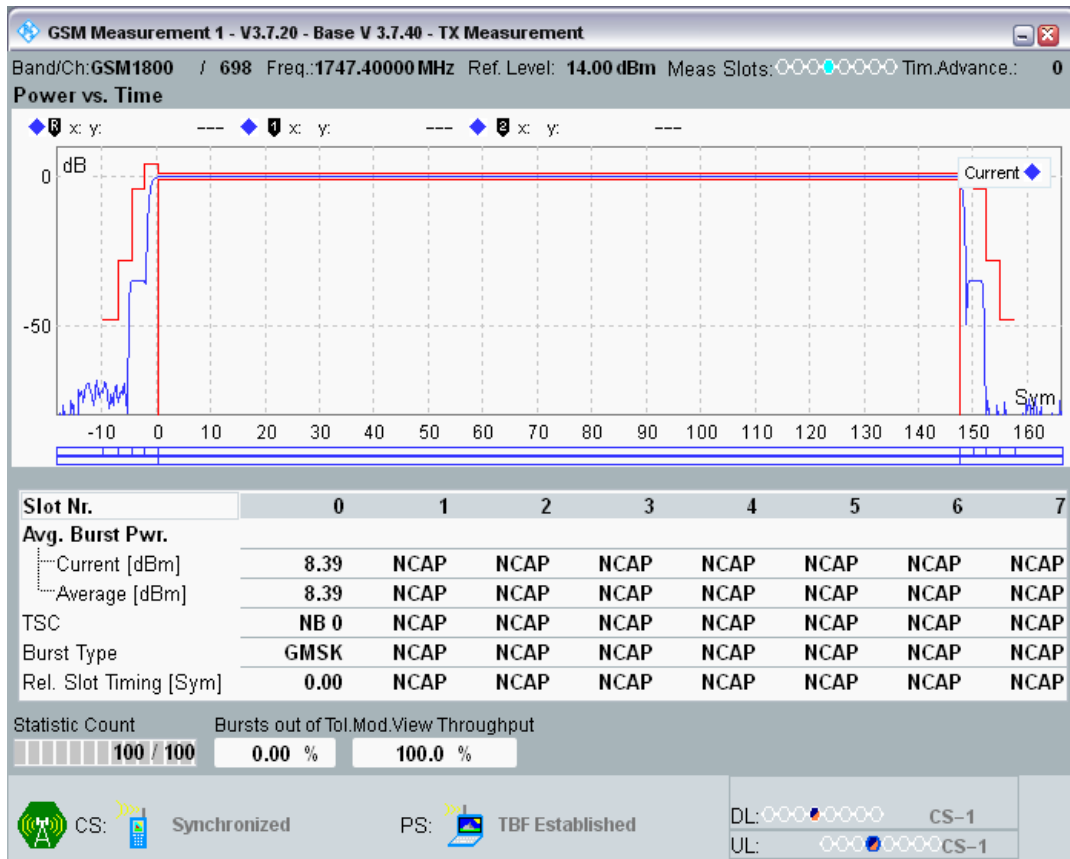 GSM Measurement 1 - V3.7.20 - Base V 3.7.40 - TX Measurement
Band/Ch:GSM1800 / 698 Freq.:1747.40000 MHz Ref. Level: 14.00 dBm Meas Slots: Tim.Advance.: 0
Power vs. Time
R x: y: --- 1 x: y: --- 2 x: y: ---
dB
Current
0
-50
Sym
-10 0 10 20 30 40 50 60 70 80 90 100 110 120 130 140 150 160
Slot Nr. 0 1 2 3 4 5 6 7
Avg. Burst Pwr.
Current [dBm] 8.39 NCAP NCAP NCAP NCAP NCAP NCAP NCAP
Average [dBm] 8.39 NCAP NCAP NCAP NCAP NCAP NCAP NCAP
TSC NB 0 NCAP NCAP NCAP NCAP NCAP NCAP NCAP
Burst Type GMSK NCAP NCAP NCAP NCAP NCAP NCAP NCAP
Rel. Slot Timing [Sym] 0.00 NCAP NCAP NCAP NCAP NCAP NCAP NCAP
Statistic Count Bursts out of Tol. Mod.View Throughput
100 / 100 0.00 % 100.0 %
CS: Synchronized PS: TBF Established
DL: CS-1
UL: CS-1